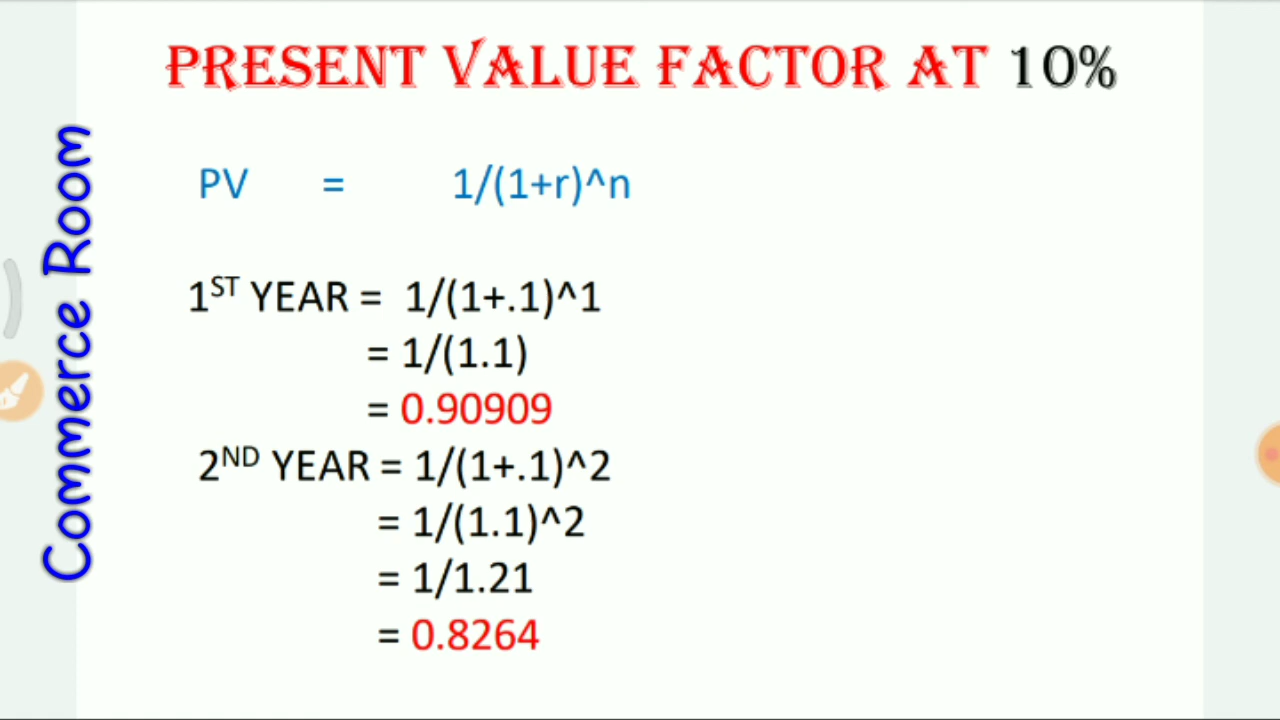 PRESENT VALUE FACTOR AT 10%
Commerce Room
PV = 1/(1+r)^n
1ST YEAR = 1/(1+.1)^1
= 1/(1.1)
= 0.90909
2ND YEAR = 1/(1+.1)^2
= 1/(1.1)^2
= 1/1.21
= 0.8264